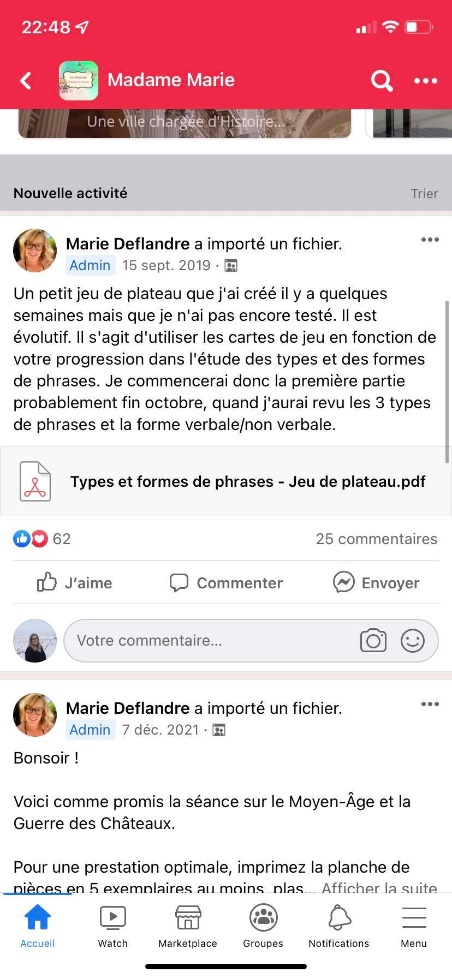 22:48
Madame Marie
Une ville chargée d'Histoire...
Nouvelle activité
Trier
Marie Deflandre a importé un fichier.
Admin 15 sept. 2019 ·
Un petit jeu de plateau que j'ai créé il y a quelques
semaines mais que je n'ai pas encore testé. Il est
évolutif. Il s'agit d'utiliser les cartes de jeu en fonction de
votre progression dans l'étude des types et des formes
de phrases. Je commencerai donc la première partie
probablement fin octobre, quand j'aurai revu les 3 types
de phrases et la forme verbale/non verbale.
Types et formes de phrases - Jeu de plateau.pdf
62
25 commentaires
J'aime
Commenter
Envoyer
Votre commentaire...
Marie Deflandre a importé un fichier.
Admin 7 déc. 2021 ·
Bonsoir !
Voici comme promis la séance sur le Moyen-Âge et la
Guerre des Châteaux.
Pour une prestation optimale, imprimez la planche de
pièces en 5 exemplaires au moins, plas... Afficher la suite
Accueil
Watch
Marketplace
Groupes
Notifications
Menu